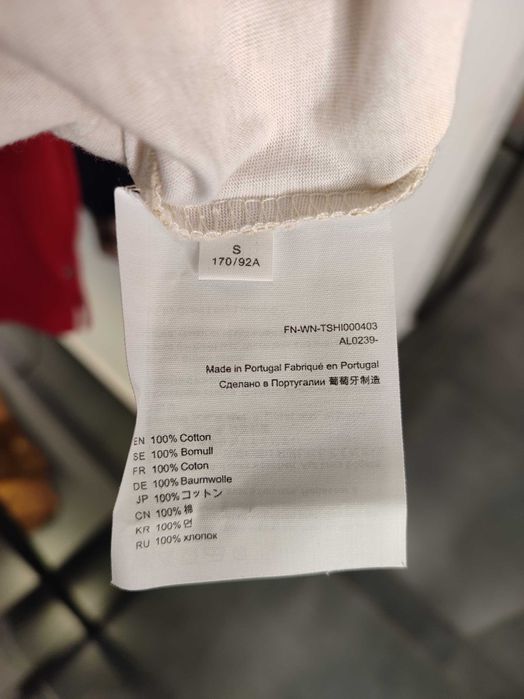 S
170/92A
FN-WN-TSHI000403
AL0239-
Made in Portugal Fabriqué en Portugal
Сделано в Португалии 葡萄牙制造
EN 100% Cotton
SE 100% Bomull
FR 100% Coton
DE 100% Baumwolle
JP 100% コットン
CN 100% 棉
KR 100% 면
RU 100% хлопок